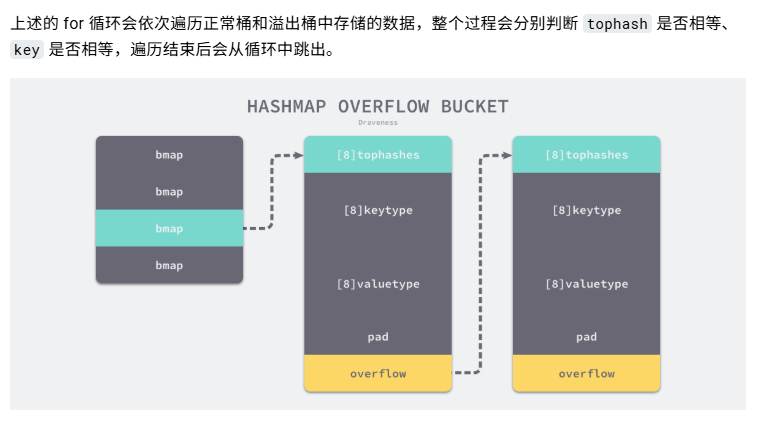 上述的 for 循环会依次遍历正常桶和溢出桶中存储的数据，整个过程会分别判断 tophash 是否相等、
key 是否相等，遍历结束后会从循环中跳出。
HASHMAP OVERFLOW BUCKET
Draveness
bmap
bmap
bmap
bmap
[8]tophashes
[8]keytype
[8]valuetype
pad
overflow
[8]tophashes
[8]keytype
[8]valuetype
pad
overflow